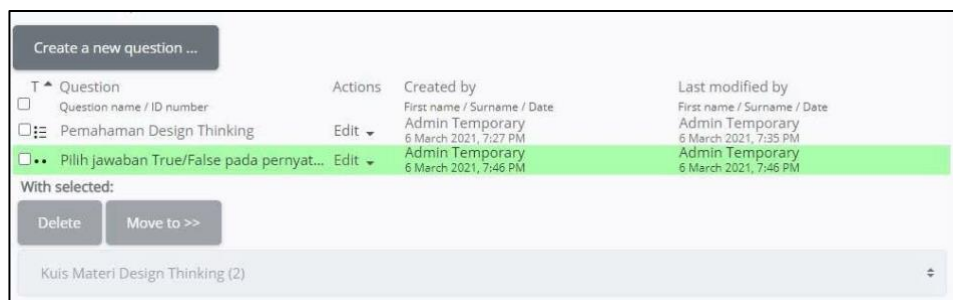 Create a new question ...
T Question Actions Created by Last modified by
Question name / ID number First name / Surname / Date First name / Surname / Date
Pemahaman Design Thinking Edit Admin Temporary Admin Temporary
6 March 2021, 7:27 PM 6 March 2021, 7:35 PM
Pilih jawaban True/False pada pernyat... Edit Admin Temporary Admin Temporary
6 March 2021, 7:46 PM 6 March 2021, 7:46 PM
With selected:
Delete Move to >>
Kuis Materi Design Thinking (2)